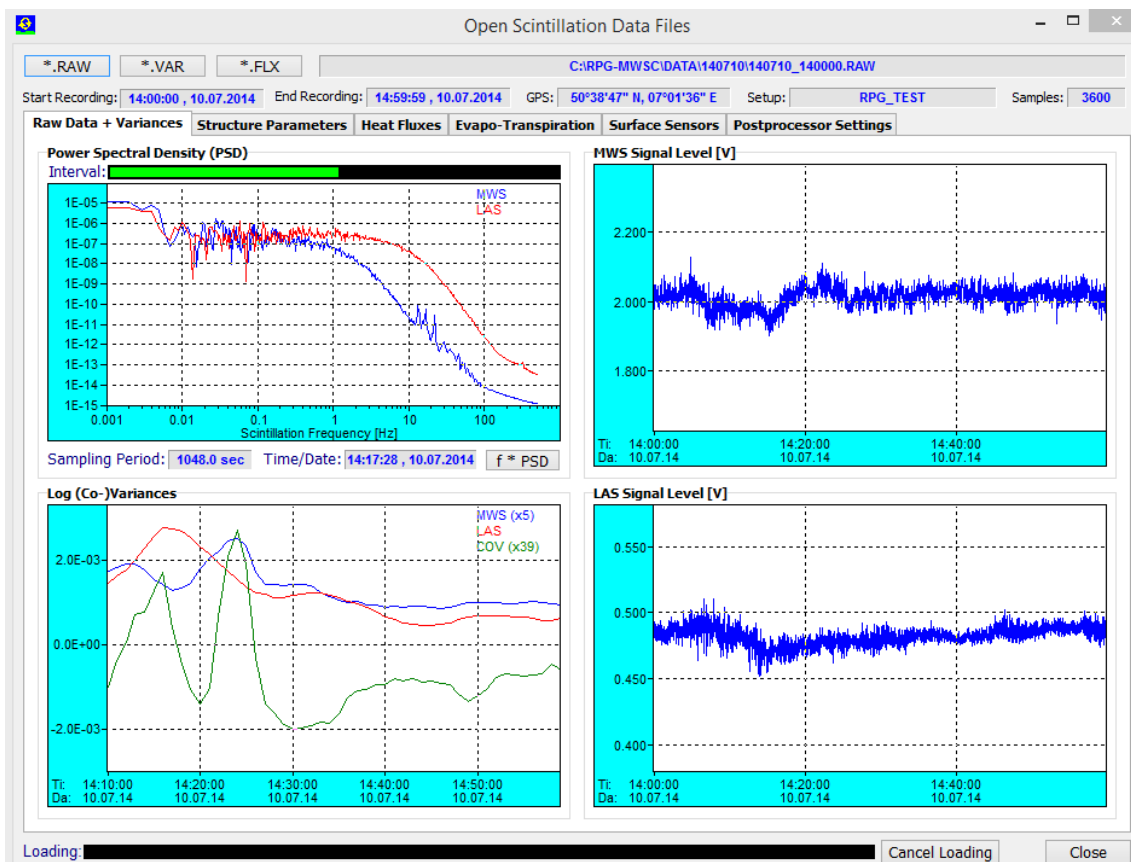 Open Scintillation Data Files
*.RAW *.VAR *.FLX C:\RPG-MWSC\DATA\140710\140710_140000.RAW
Start Recording: 14:00:00 , 10.07.2014 End Recording: 14:59:59 , 10.07.2014 GPS: 50°38'47" N, 07°01'36" E Setup: RPG_TEST Samples: 3600
Raw Data + Variances Structure Parameters Heat Fluxes Evapo-Transpiration Surface Sensors Postprocessor Settings
Power Spectral Density (PSD)
Interval:
MWS
LAS
1E-05
1E-06
1E-07
1E-08
1E-09
1E-10
1E-11
1E-12
1E-13
1E-14
1E-15
0.001 0.01 0.1 1 10 100
Scintillation Frequency [Hz]
Sampling Period: 1048.0 sec Time/Date: 14:17:28 , 10.07.2014 f * PSD
MWS Signal Level [V]
2.200
2.000
1.800
Ti: 14:00:00 14:20:00 14:40:00
Da: 10.07.14 10.07.14 10.07.14
Log (Co-)Variances
MWS (x5)
LAS
COV (x39)
2.0E-03
0.0E+00
-2.0E-03
Ti: 14:10:00 14:20:00 14:30:00 14:40:00 14:50:00
Da: 10.07.14 10.07.14 10.07.14 10.07.14 10.07.14
LAS Signal Level [V]
0.550
0.500
0.450
0.400
Ti: 14:00:00 14:20:00 14:40:00
Da: 10.07.14 10.07.14 10.07.14
Loading: Cancel Loading Close